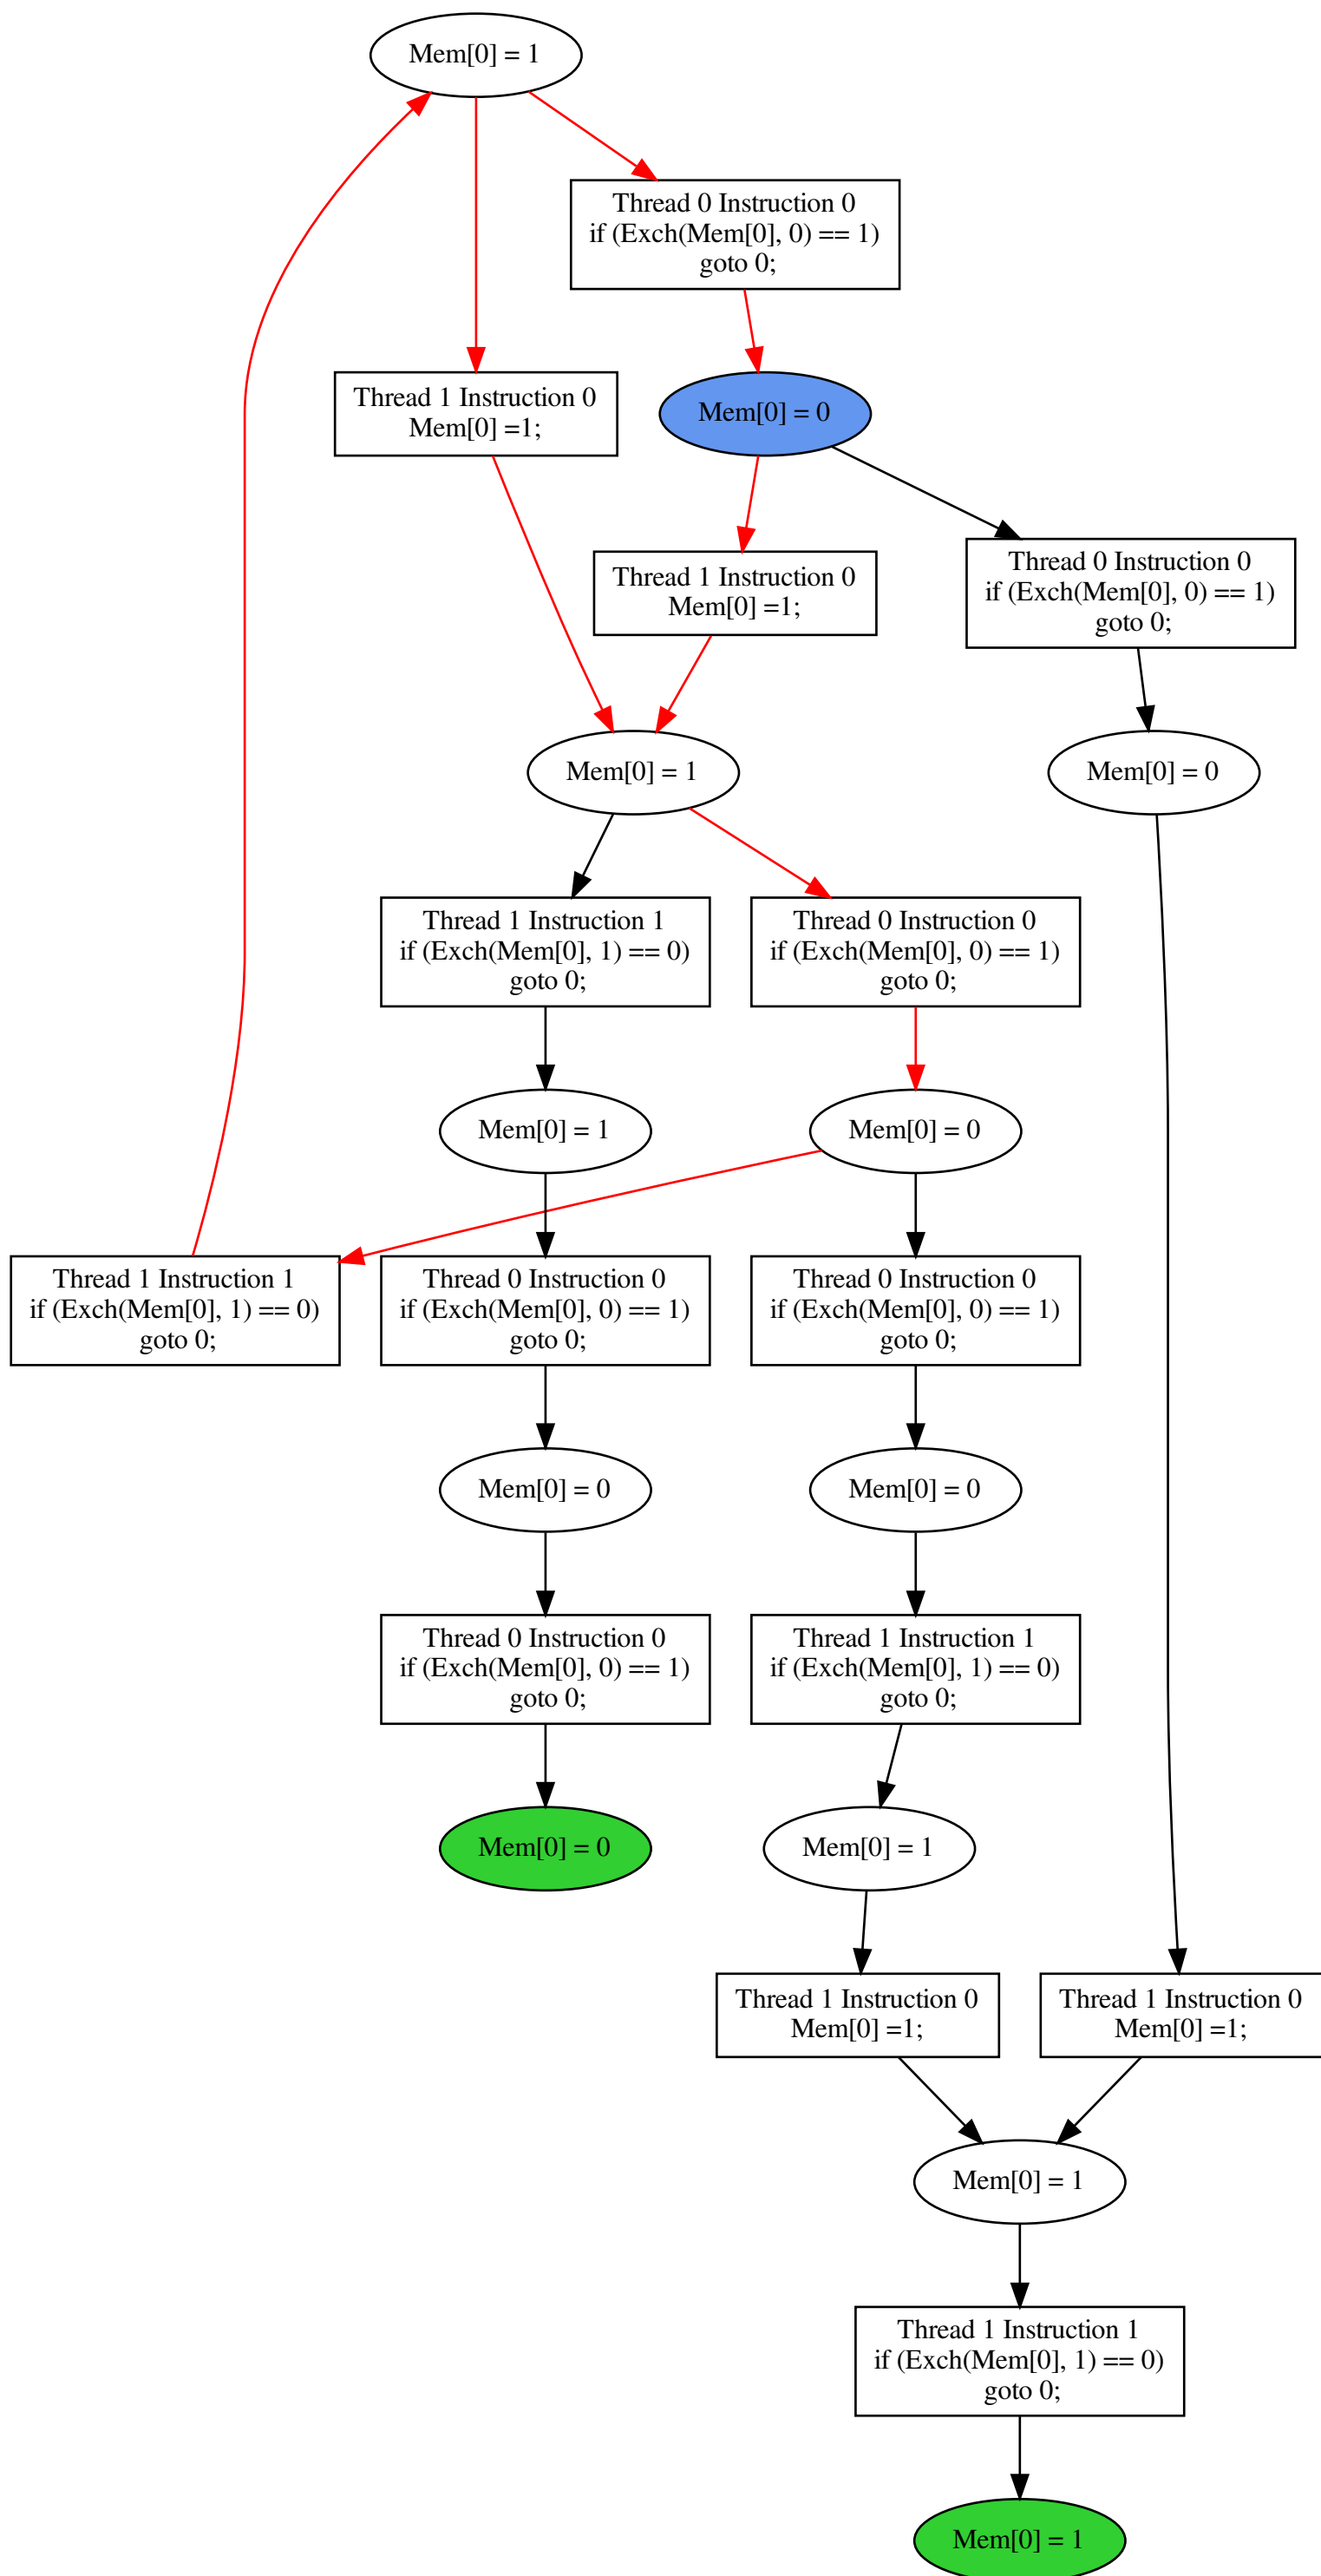 Mem[0] = 1
Thread 0 Instruction 0
if (Exch(Mem[0], 0) == 1)
goto 0;
Thread 1 Instruction 0
Mem[0] =1;
Mem[0] = 0
Thread 1 Instruction 0
Mem[0] =1;
Thread 0 Instruction 0
if (Exch(Mem[0], 0) == 1)
goto 0;
Mem[0] = 1
Mem[0] = 0
Thread 1 Instruction 1
if (Exch(Mem[0], 1) == 0)
goto 0;
Thread 0 Instruction 0
if (Exch(Mem[0], 0) == 1)
goto 0;
Mem[0] = 1
Mem[0] = 0
Thread 1 Instruction 1
if (Exch(Mem[0], 1) == 0)
goto 0;
Thread 0 Instruction 0
if (Exch(Mem[0], 0) == 1)
goto 0;
Thread 0 Instruction 0
if (Exch(Mem[0], 0) == 1)
goto 0;
Mem[0] = 0
Mem[0] = 0
Thread 0 Instruction 0
if (Exch(Mem[0], 0) == 1)
goto 0;
Thread 1 Instruction 1
if (Exch(Mem[0], 1) == 0)
goto 0;
Mem[0] = 0
Mem[0] = 1
Thread 1 Instruction 0
Mem[0] =1;
Thread 1 Instruction 0
Mem[0] =1;
Mem[0] = 1
Thread 1 Instruction 1
if (Exch(Mem[0], 1) == 0)
goto 0;
Mem[0] = 1